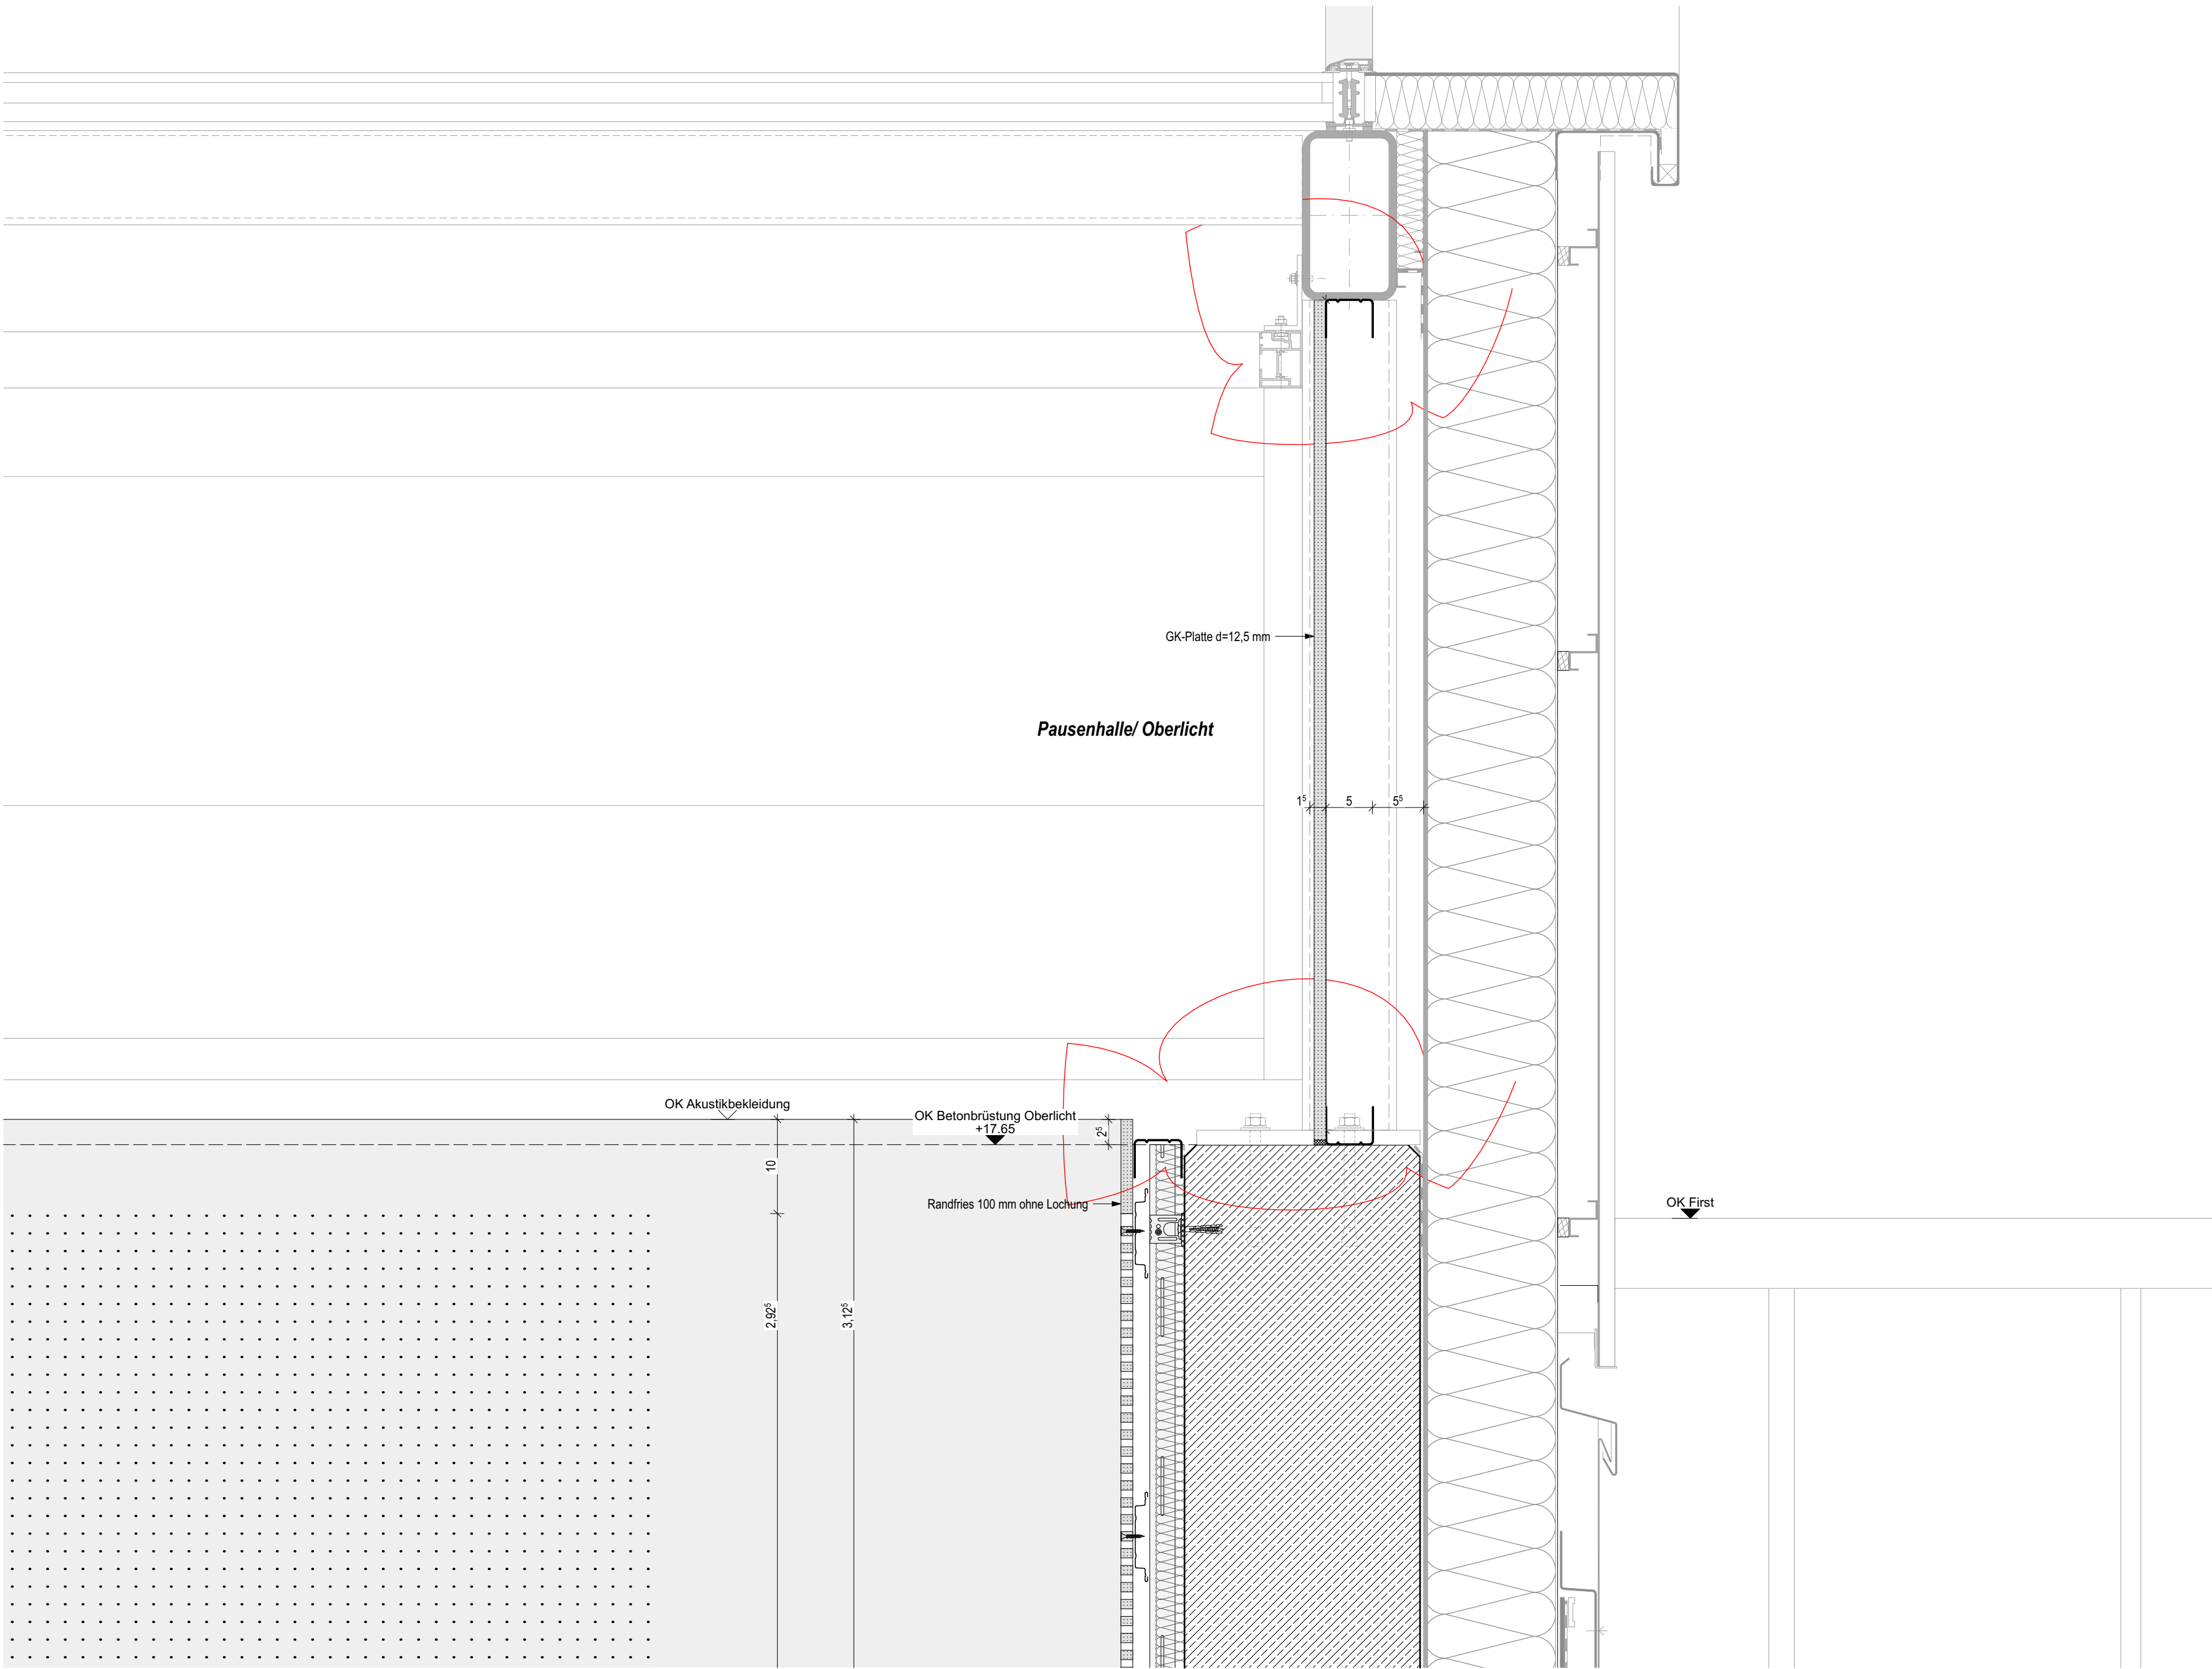 GK-Platte d=12,5 mm
Pausenhalle/ Oberlicht
1⁵ 5 5⁵
OK Akustikbekleidung
OK Betonbrüstung Oberlicht
+17.65
2⁵
10
Randfries 100 mm ohne Lochung
OK First
2,92⁵
3,12⁵